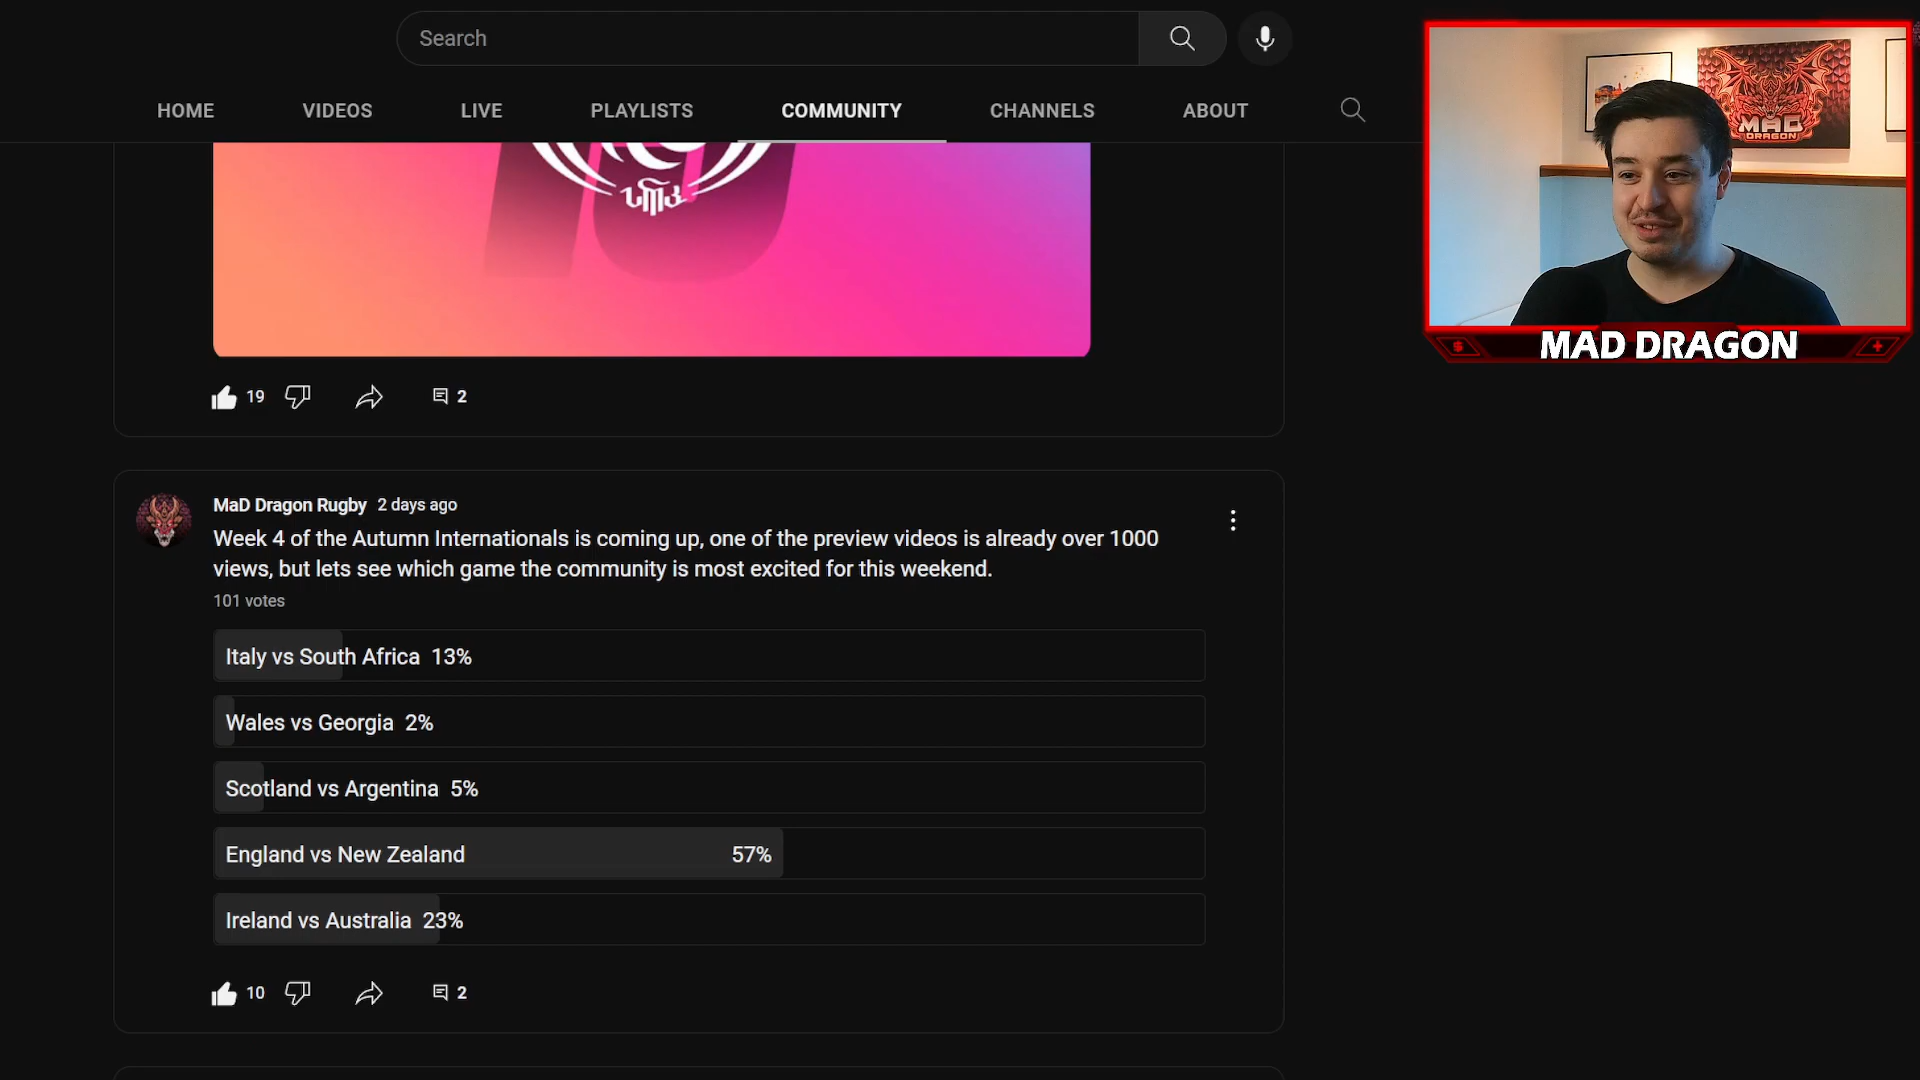 Search
HOME
VIDEOS
LIVE
PLAYLISTS
COMMUNITY
CHANNELS
ABOUT
MAD
DRAGON
MAD DRAGON
19
2
MaD Dragon Rugby 2 days ago
Week 4 of the Autumn Internationals is coming up, one of the preview videos is already over 1000
views, but lets see which game the community is most excited for this weekend.
101 votes
Italy vs South Africa 13%
Wales vs Georgia 2%
Scotland vs Argentina 5%
England vs New Zealand 57%
Ireland vs Australia 23%
10
2